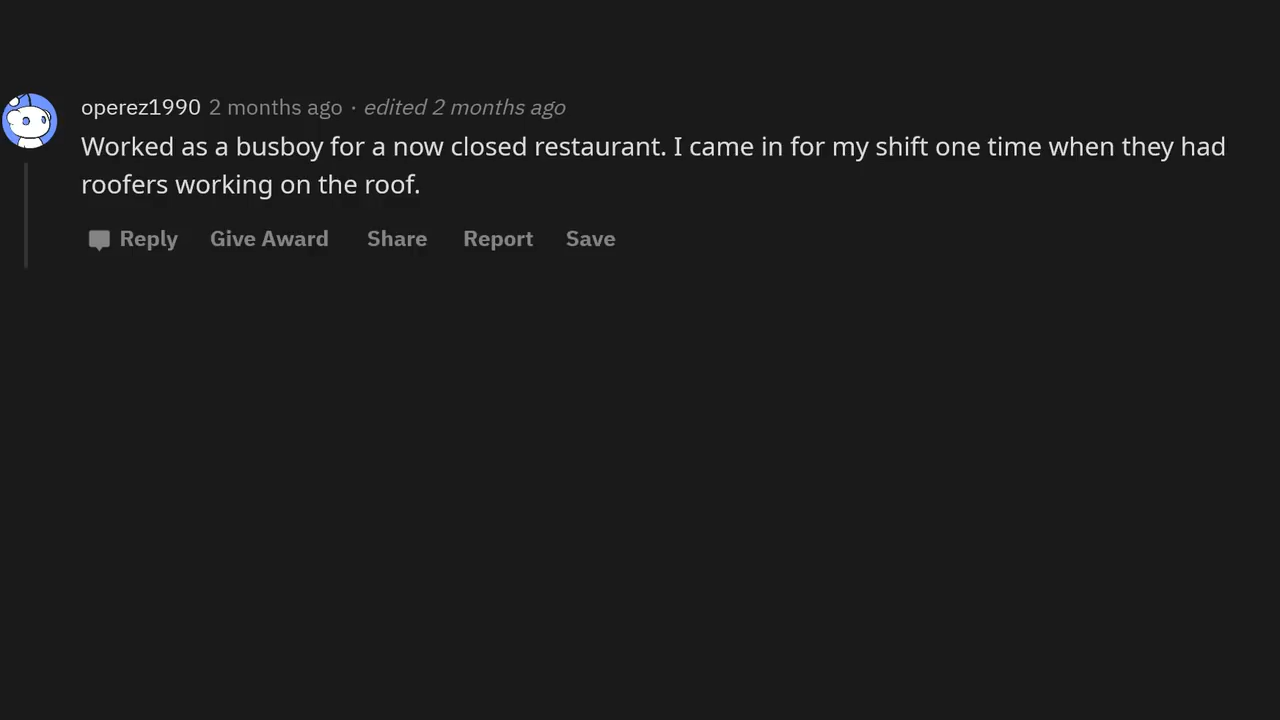 operez1990 2 months ago · edited 2 months ago
Worked as a busboy for a now closed restaurant. I came in for my shift one time when they had
roofers working on the roof.
Reply Give Award Share Report Save